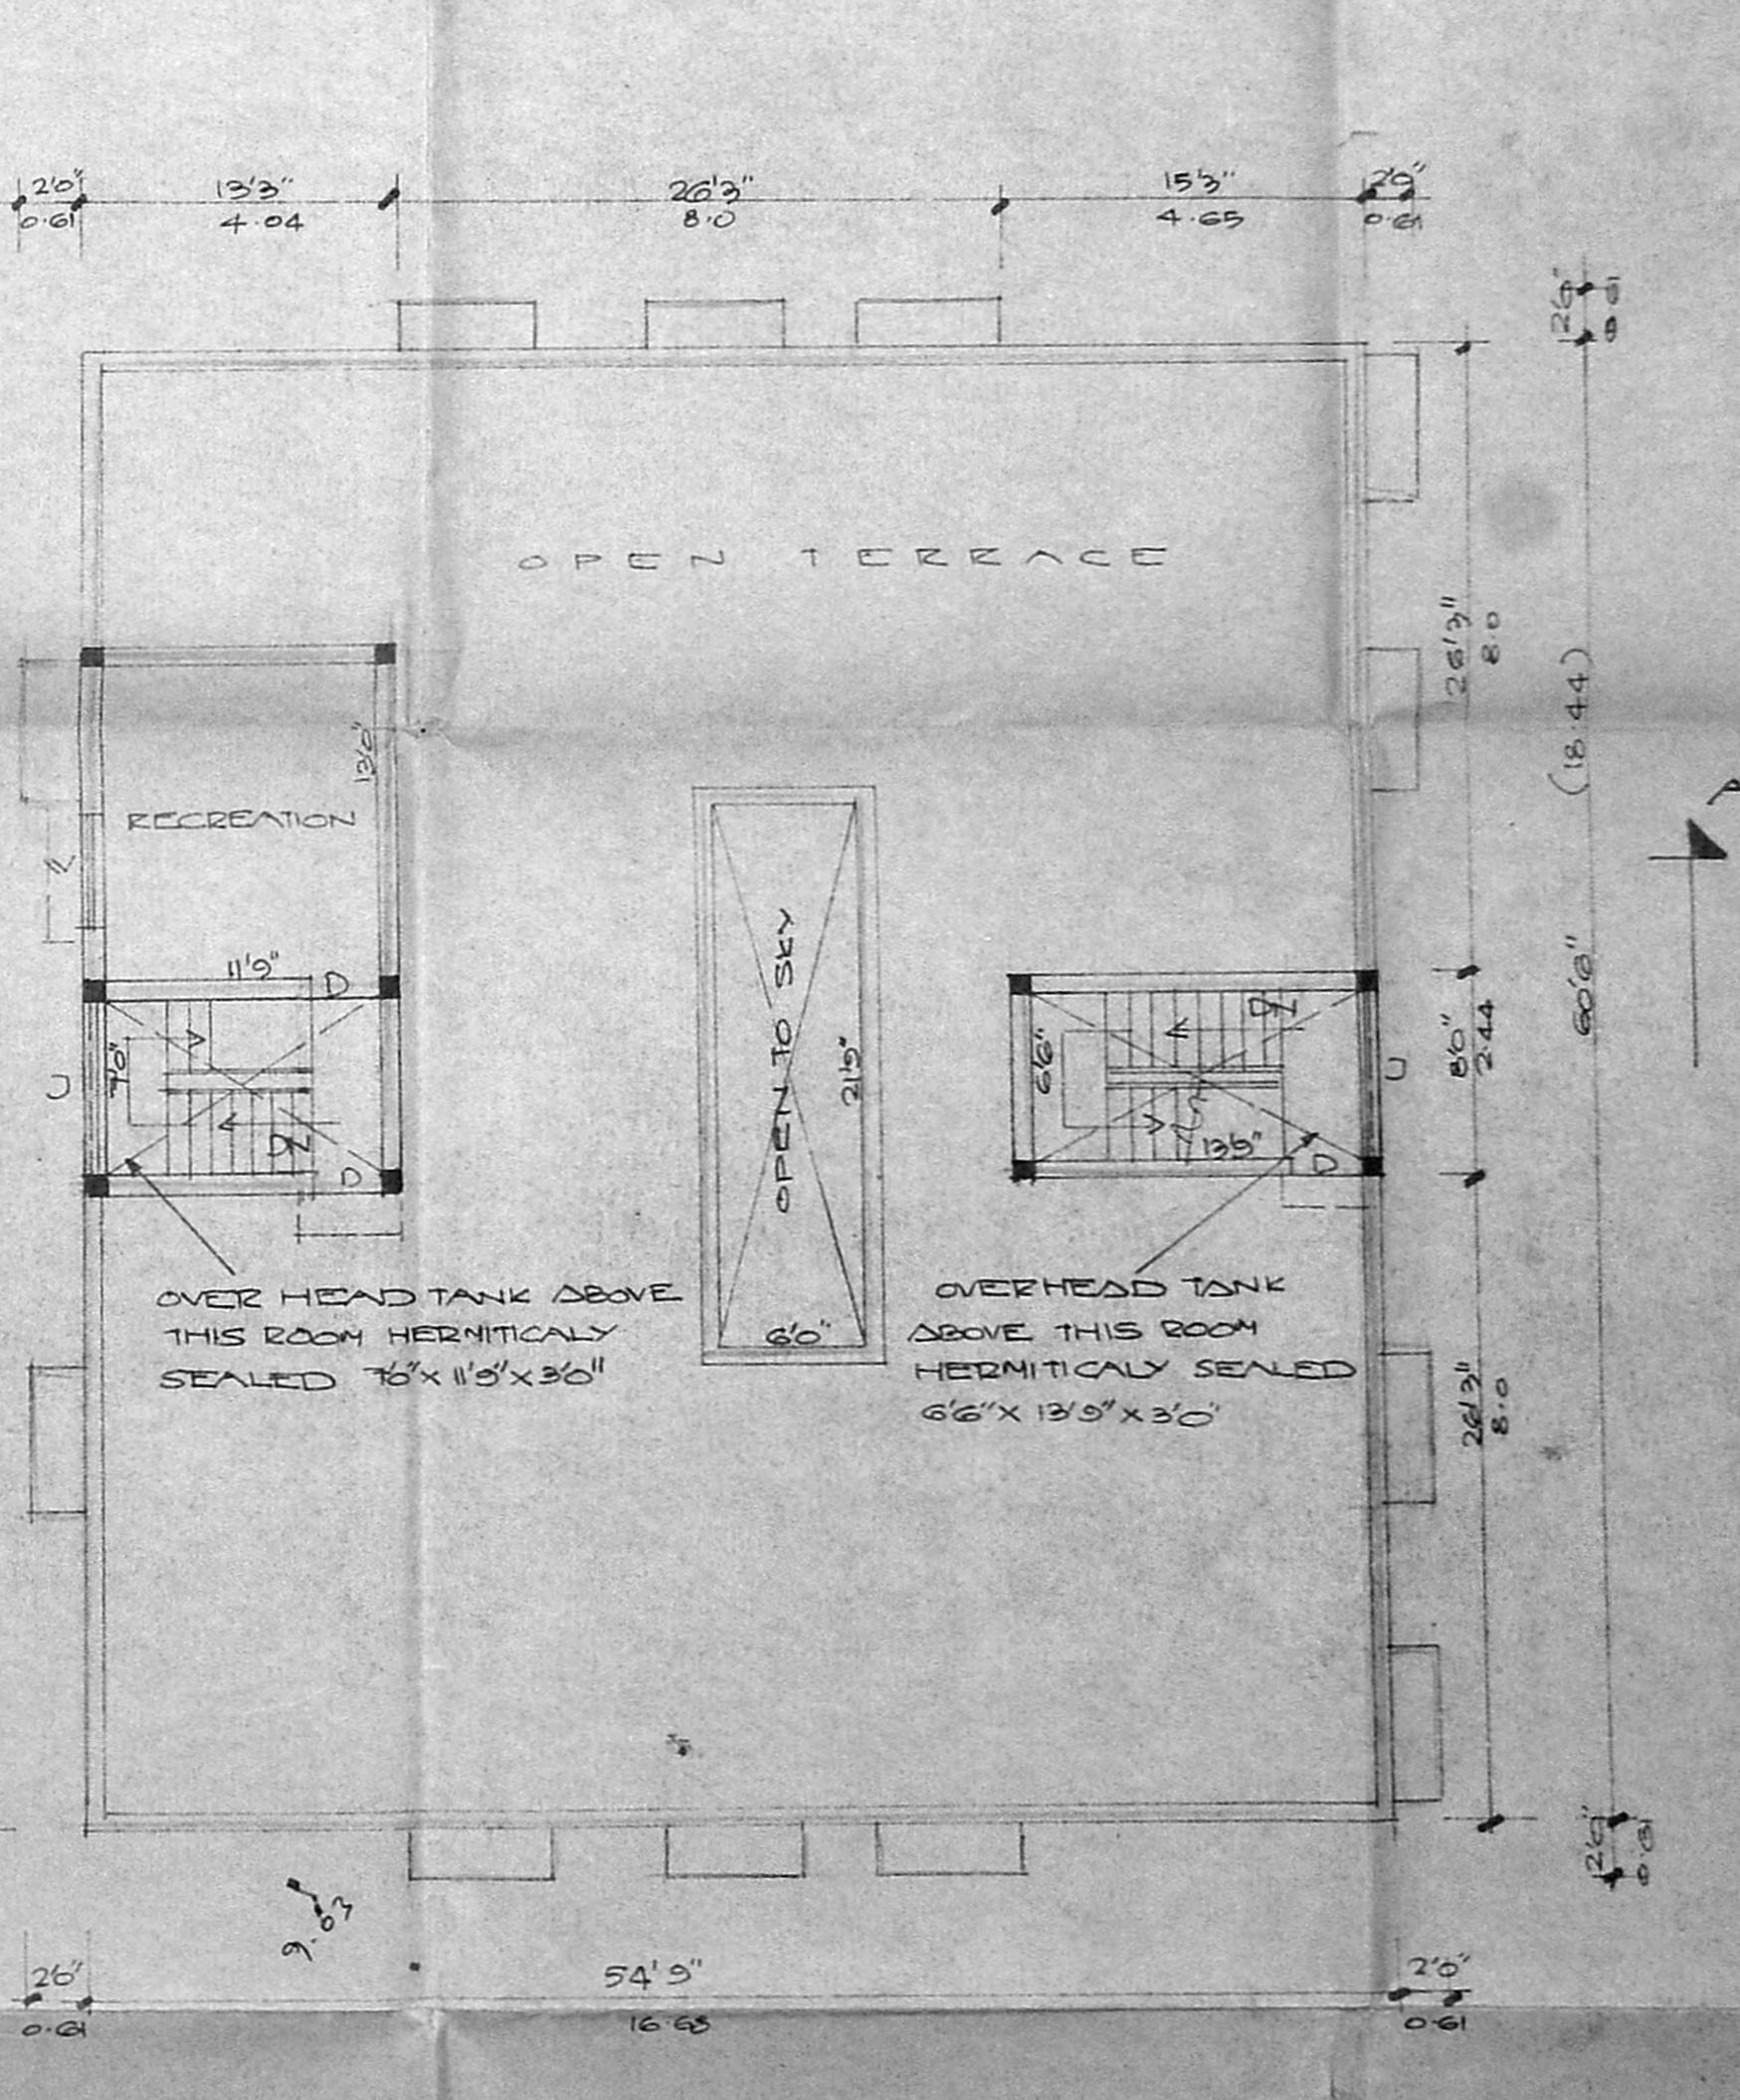 2'0" 13'3" 26'3" 15'3" 2'0"
0.61 4.04 8.0 4.65 0.61
2'0"
0.61
OPEN TERRACE
26'3"
8.0
(18.44)
60'6"
13'0"
RECREATION
OPEN TO SKY
21'9"
6'0"
11'9"
D
7'0"
D
6'6"
13'9"
D
8'0"
2.44
OVER HEAD TANK ABOVE
THIS ROOM HERMITICALY
SEALED 7'0"X 11'9"X 3'0"
OVERHEAD TANK
ABOVE THIS ROOM
HERMITICALY SEALED
6'6"X 13'9"X 3'0"
26'3"
8.0
2'0"
0.61
9.03
2'0" 54'9" 2'0"
0.61 16.68 0.61